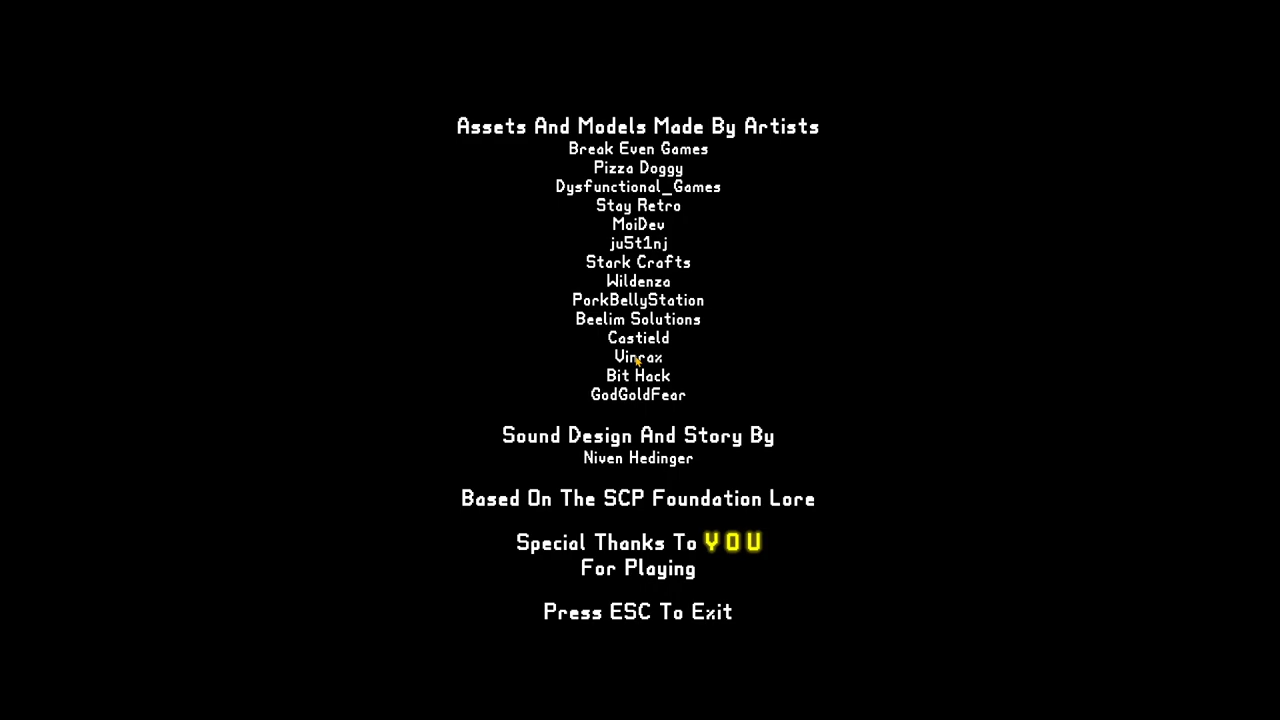 Assets And Models Made By Artists
Break Even Games
Pizza Doggy
Dysfunctional_Games
Stay Retro
MoiDev
ju5t1nj
Stark Crafts
Wildenza
PorkBellyStation
Beelim Solutions
Castield
Vinrax
Bit Hack
GodGoldFear
Sound Design And Story By
Niven Hedinger
Based On The SCP Foundation Lore
Special Thanks To Y O U
For Playing
Press ESC To Exit